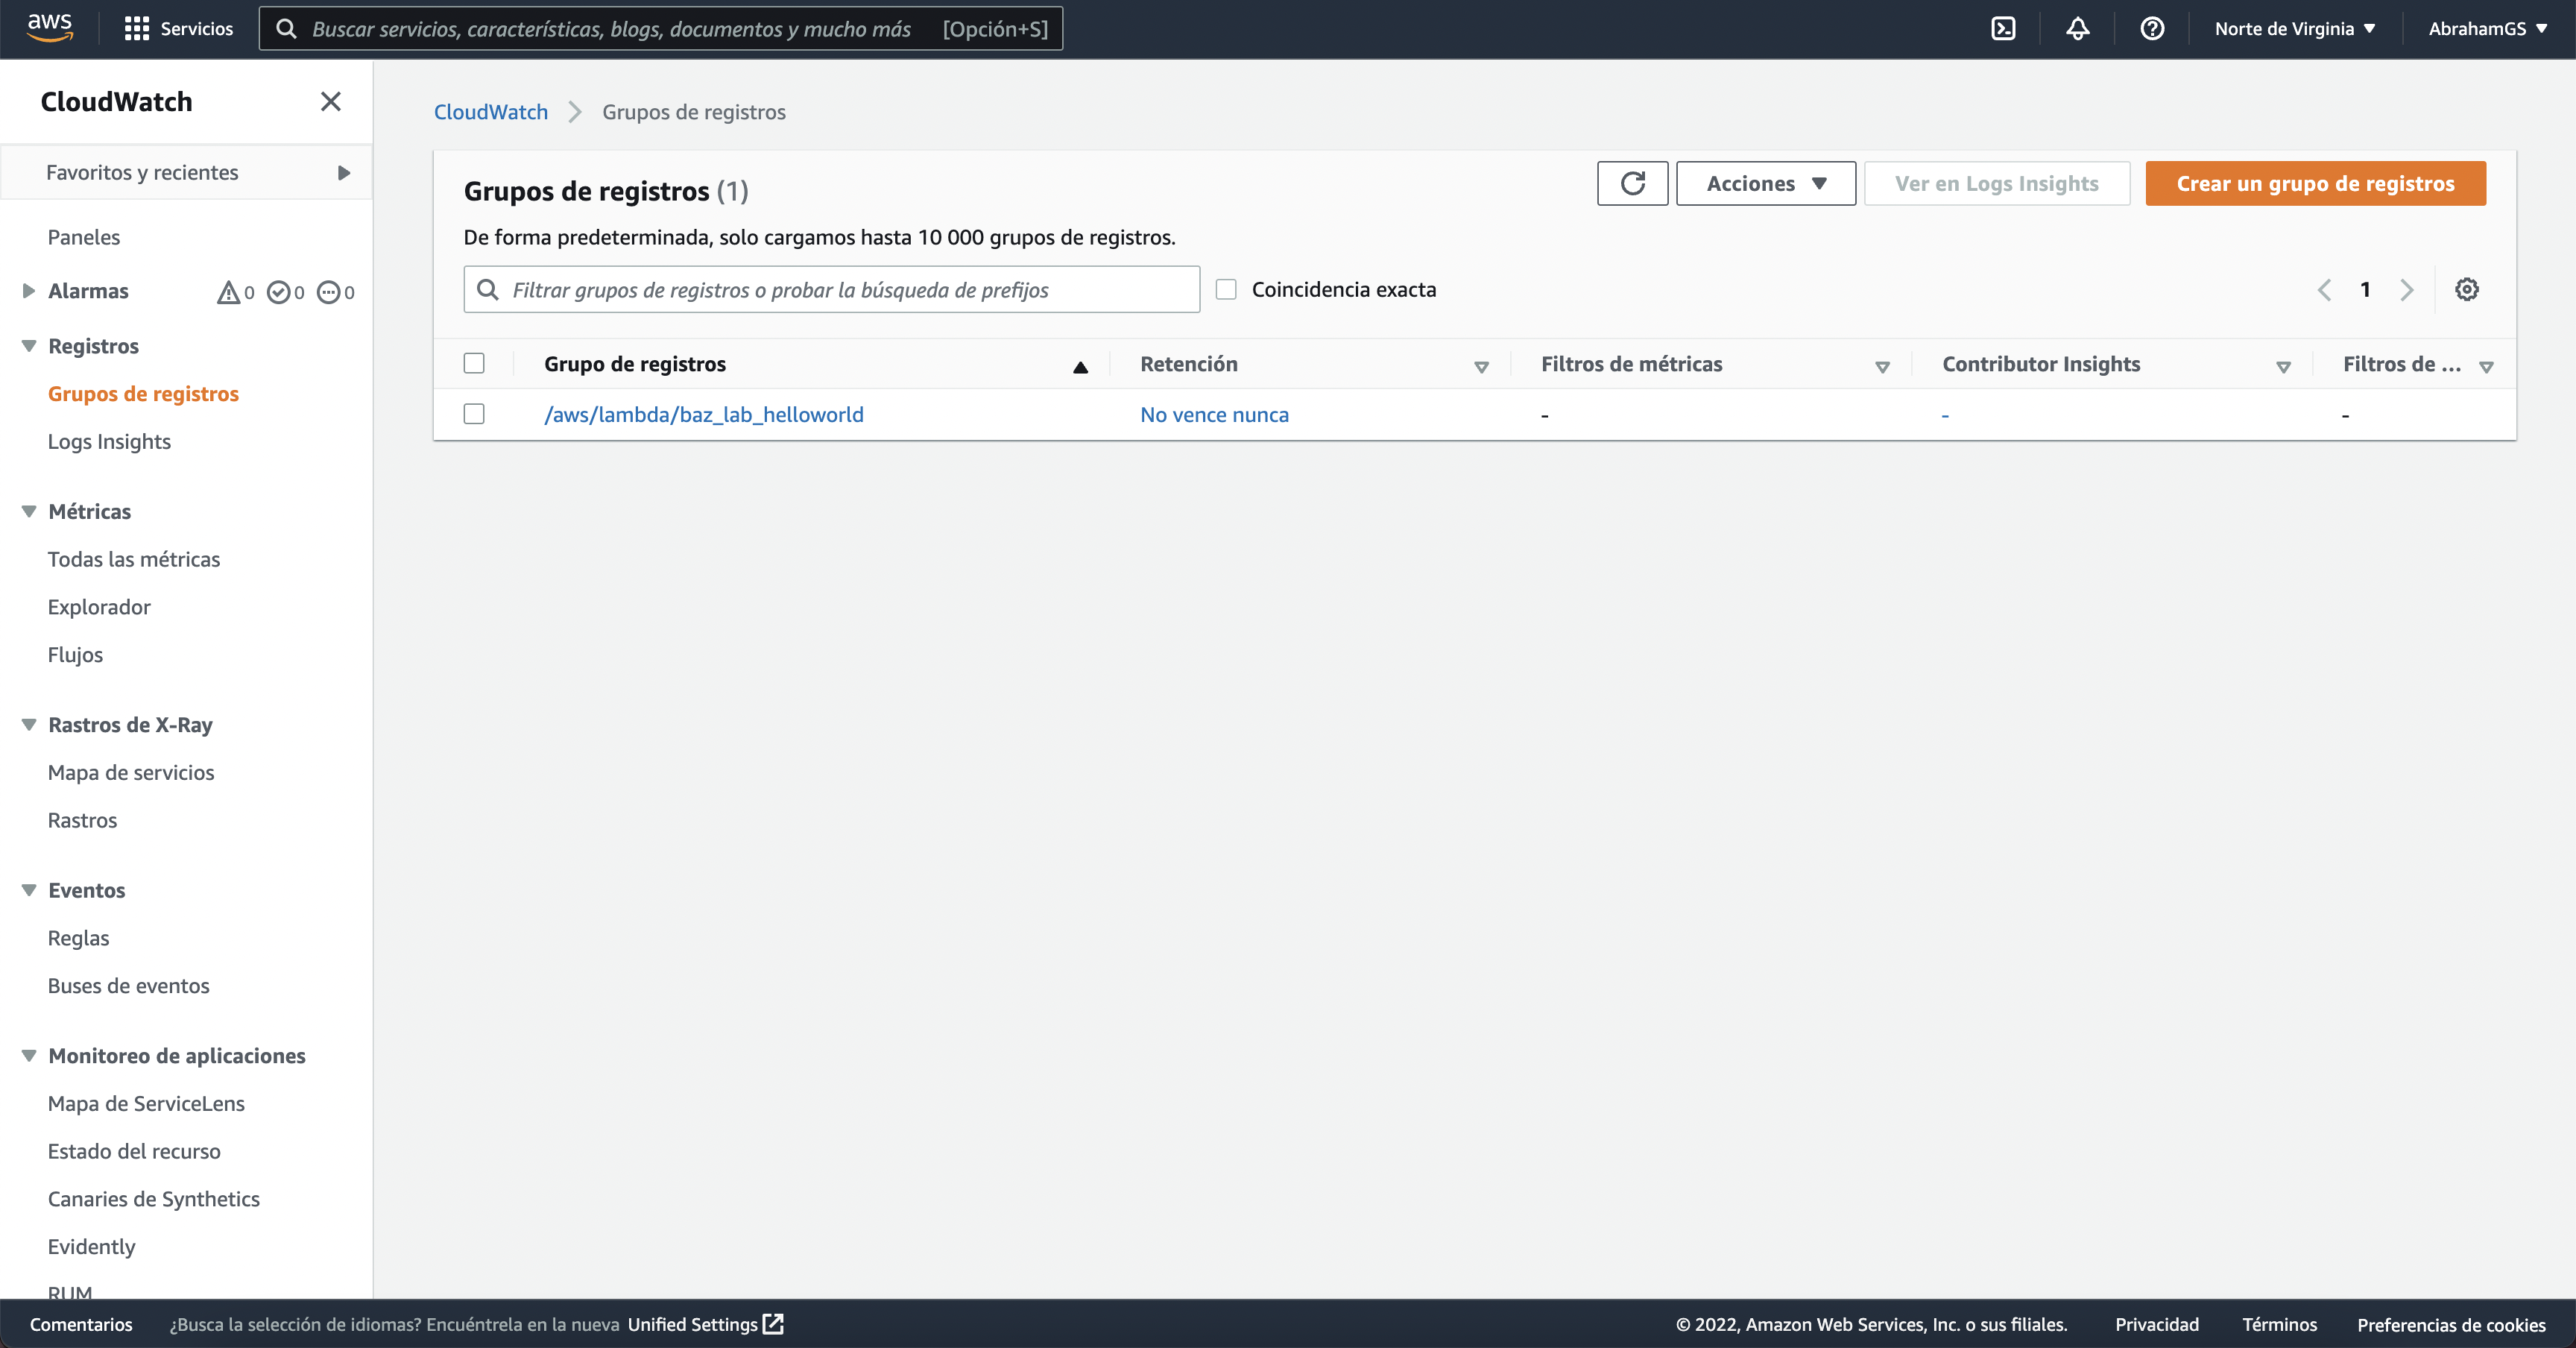 aws
Servicios
Buscar servicios, características, blogs, documentos y mucho más [Opción+S]
Norte de Virginia
AbrahamGS
CloudWatch
Favoritos y recientes
Paneles
Alarmas 0 0 0
Registros
Grupos de registros
Logs Insights
Métricas
Todas las métricas
Explorador
Flujos
Rastros de X-Ray
Mapa de servicios
Rastros
Eventos
Reglas
Buses de eventos
Monitoreo de aplicaciones
Mapa de ServiceLens
Estado del recurso
Canaries de Synthetics
Evidently
RUM
CloudWatch
Grupos de registros
Grupos de registros (1)
Acciones
Ver en Logs Insights
Crear un grupo de registros
De forma predeterminada, solo cargamos hasta 10 000 grupos de registros.
Filtrar grupos de registros o probar la búsqueda de prefijos
Coincidencia exacta
1
Grupo de registros Retención Filtros de métricas Contributor Insights Filtros de ...
/aws/lambda/baz_lab_helloworld No vence nunca - - -
Comentarios
¿Busca la selección de idiomas? Encuéntrela en la nueva Unified Settings
© 2022, Amazon Web Services, Inc. o sus filiales.
Privacidad
Términos
Preferencias de cookies